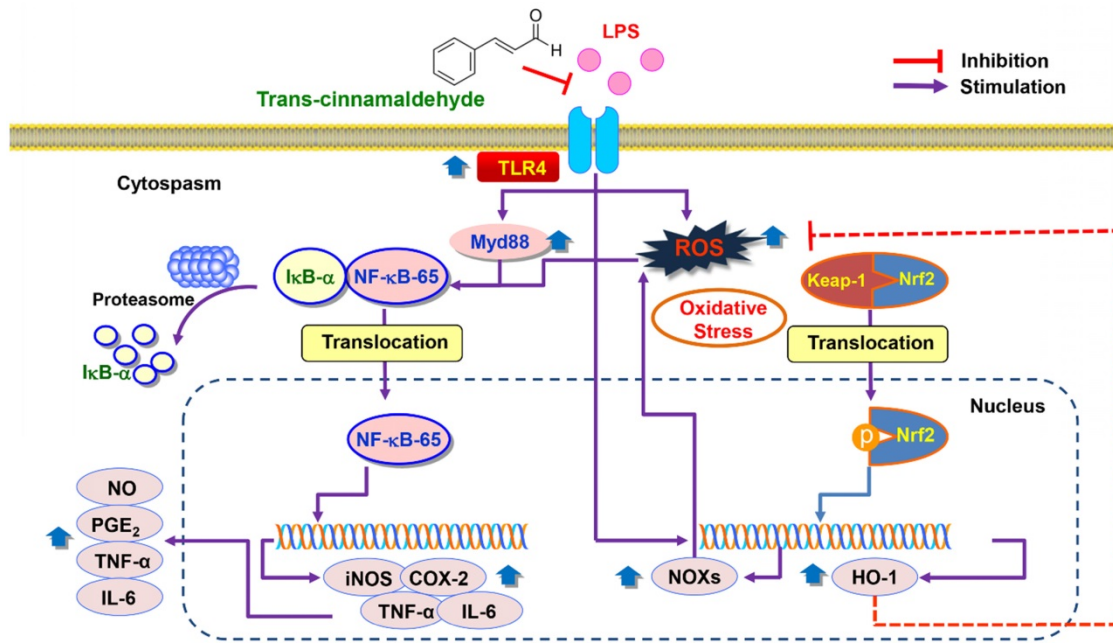 O
H
LPS
Inhibition
Stimulation
Trans-cinnamaldehyde
TLR4
Cytospasm
Myd88
ROS
IκB-α
NF-κB-65
Keap-1
Nrf2
Proteasome
Oxidative
Stress
Translocation
Translocation
IκB-α
Nucleus
NF-κB-65
p
Nrf2
NO
PGE₂
TNF-α
IL-6
iNOS
COX-2
TNF-α
IL-6
NOXs
HO-1